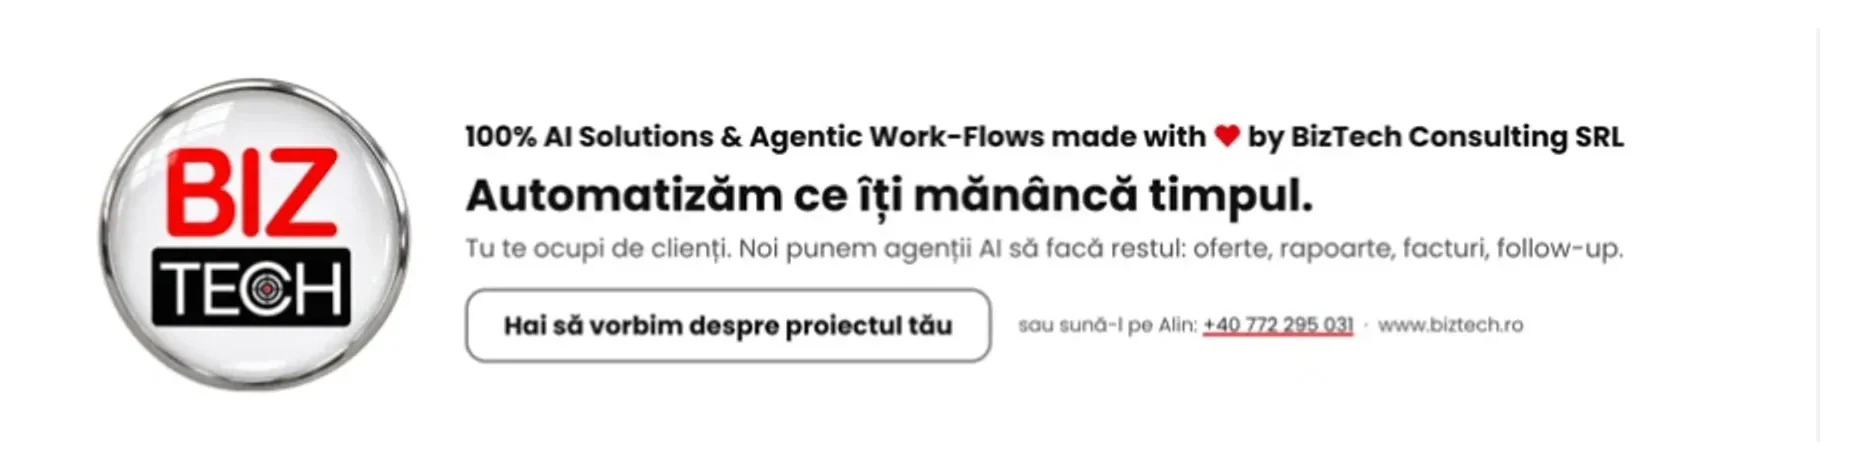 BIZ
TECH
100% AI Solutions & Agentic Work-Flows made with ❤ by BizTech Consulting SRL
Automatizăm ce îți mănâncă timpul.
Tu te ocupi de clienți. Noi punem agenții AI să facă restul: oferte, rapoarte, facturi, follow-up.
Hai să vorbim despre proiectul tău
sau sună-l pe Alin: +40 772 295 031 · www.biztech.ro